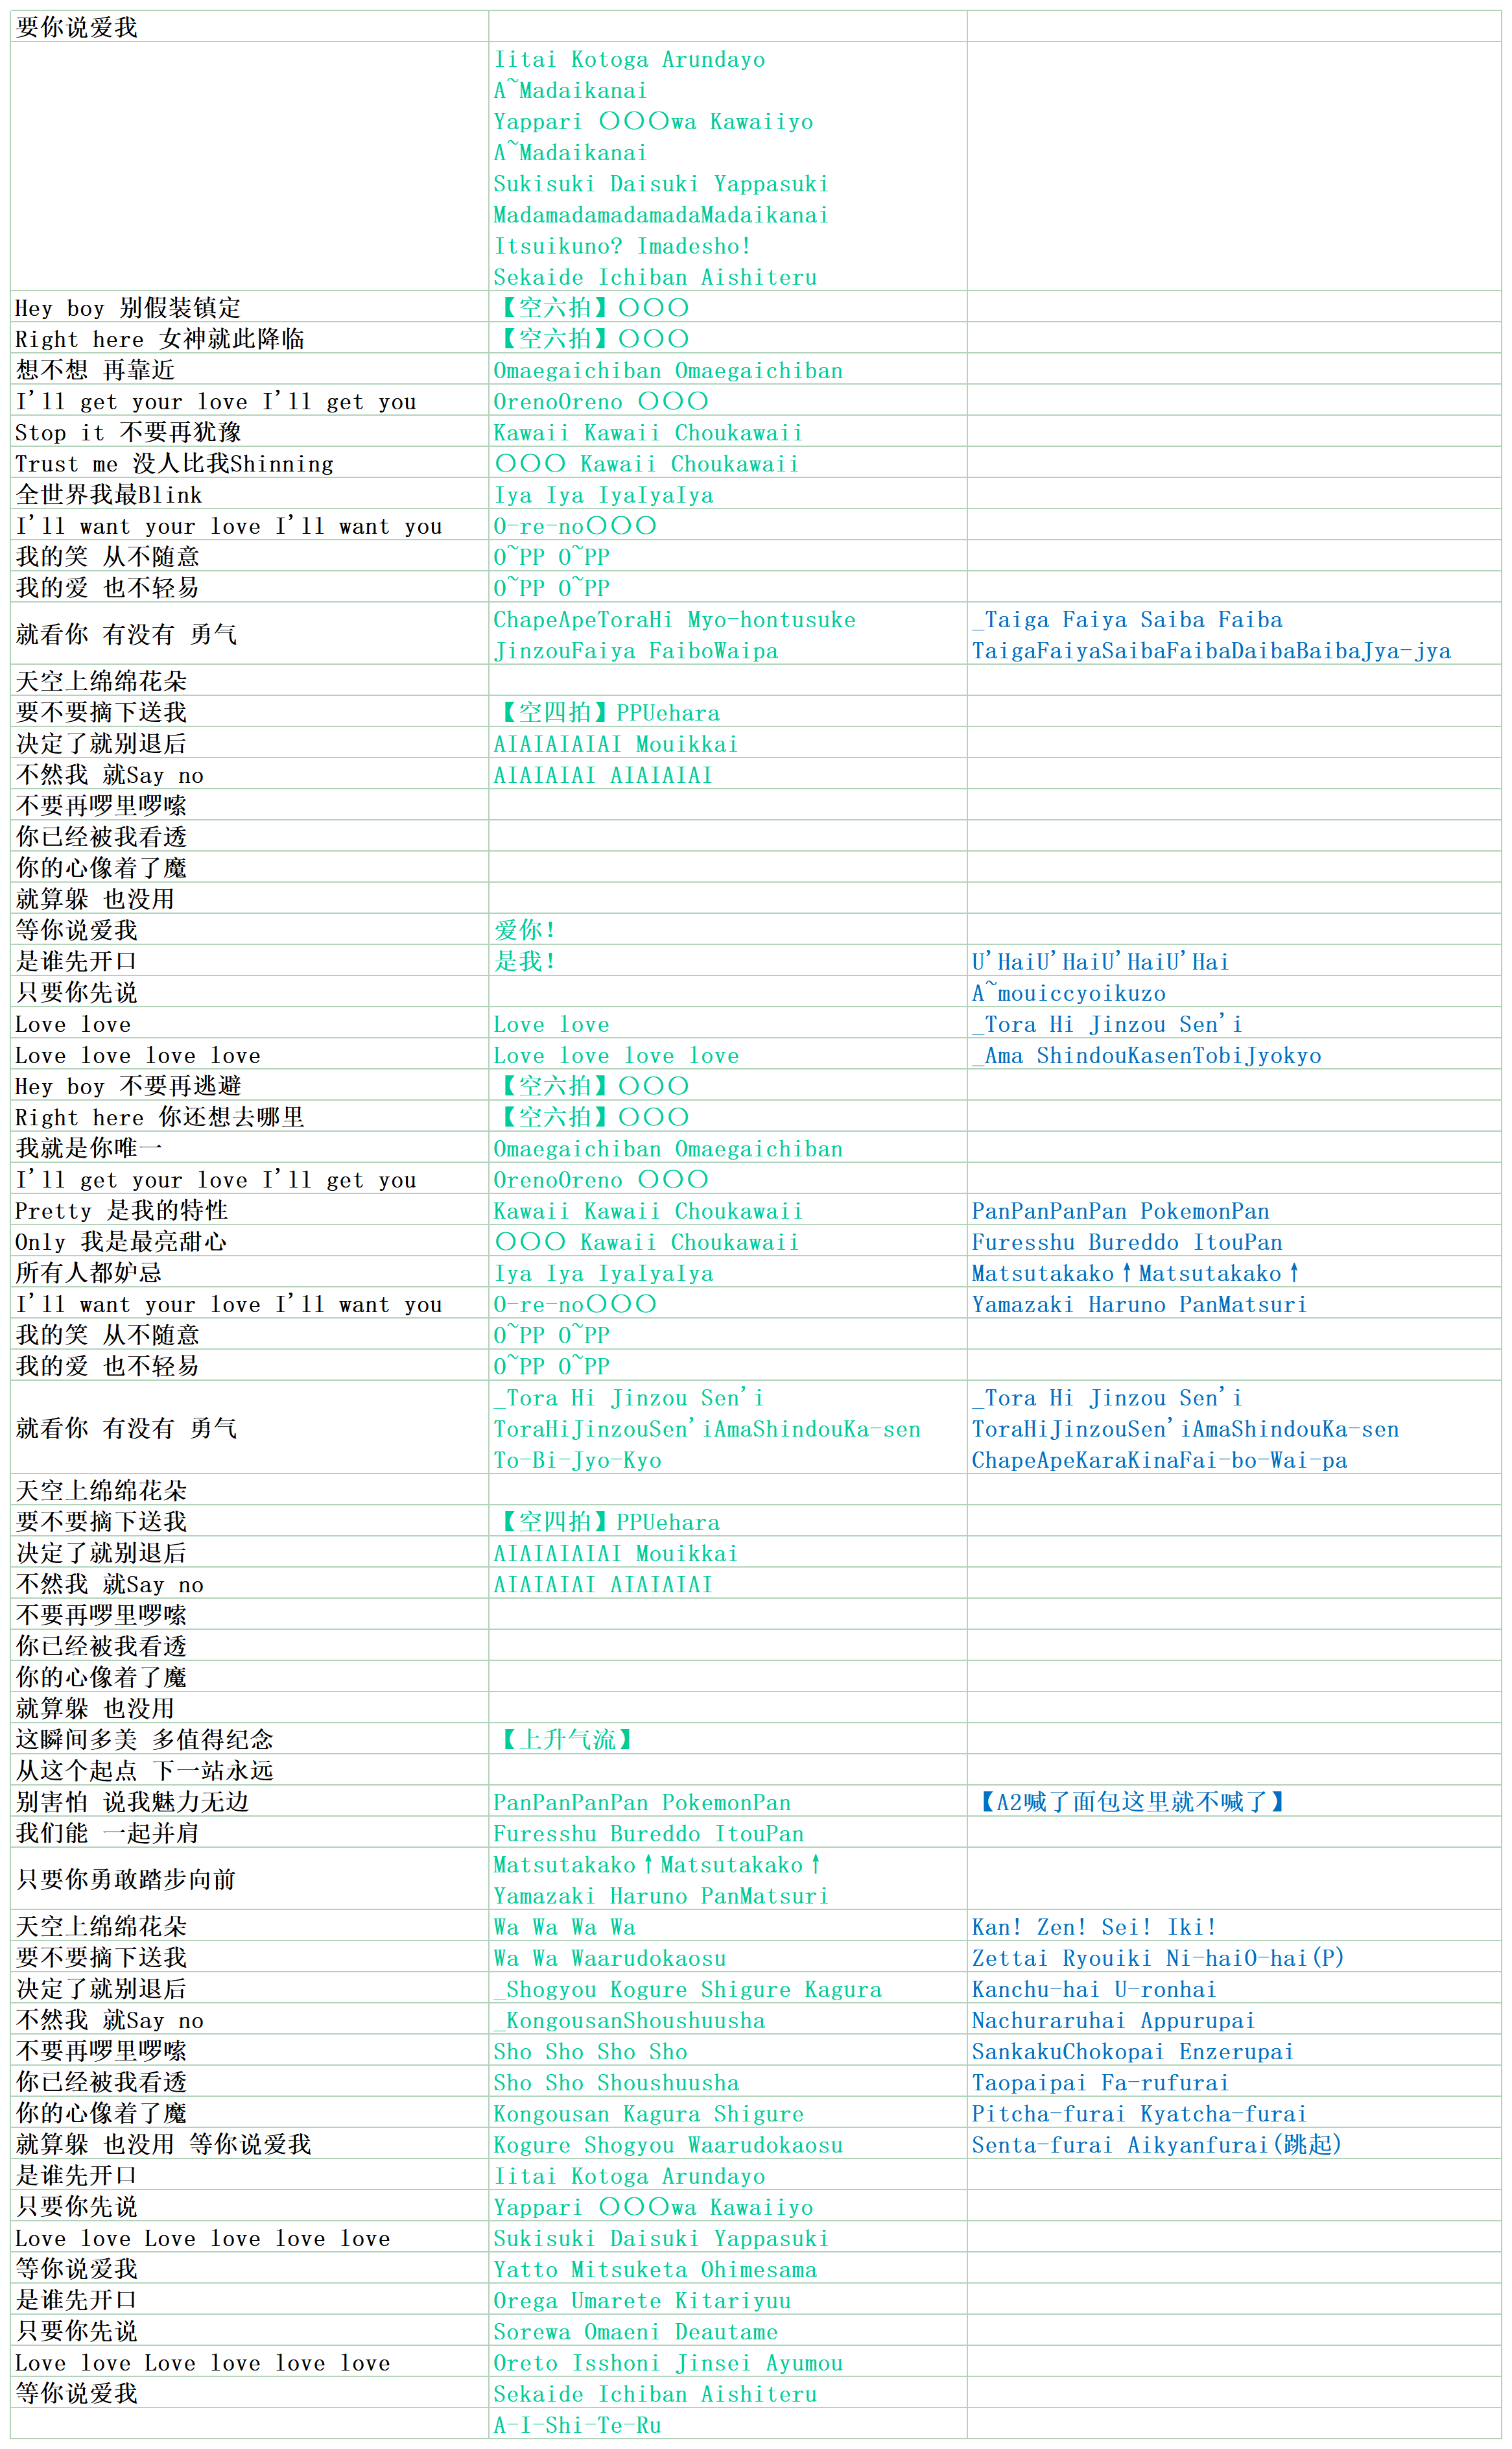 要你说爱我
Iitai Kotoga Arundayo
A~Madaikanai
Yappari 〇〇〇wa Kawaiiyo
A~Madaikanai
Sukisuki Daisuki Yappasuki
MadamadamadamadaMadaikanai
Itsuikuno? Imadesho!
Sekaide Ichiban Aishiteru
Hey boy 别假装镇定 【空六拍】〇〇〇
Right here 女神就此降临 【空六拍】〇〇〇
想不想 再靠近 Omaegaichiban Omaegaichiban
I'll get your love I'll get you OrenoOreno 〇〇〇
Stop it 不要再犹豫 Kawaii Kawaii Choukawaii
Trust me 没人比我Shinning 〇〇〇 Kawaii Choukawaii
全世界我最Blink Iya Iya IyaIyaIya
I'll want your love I'll want you O-re-no〇〇〇
我的笑 从不随意 O~PP O~PP
我的爱 也不轻易 O~PP O~PP
就看你 有没有 勇气
ChapeApeToraHi Myo-hontusuke
JinzouFaiya FaiboWaipa
_Taiga Faiya Saiba Faiba
TaigaFaiyaSaibaFaibaDaibaBaibaJya-jya
天空上绵绵花朵
要不要摘下送我 【空四拍】PPUehara
决定了就别退后 AIAIAIAIAI Mouikkai
不然我 就Say no AIAIAIAI AIAIAIAI
不要再啰里啰嗦
你已经被我看透
你的心像着了魔
就算躲 也没用
等你说爱我 爱你!
是谁先开口 是我! U'HaiU'HaiU'HaiU'Hai
只要你先说 A~mouiccyoikuzo
Love love Love love _Tora Hi Jinzou Sen'i
Love love love love Love love love love _Ama ShindouKasenTobiJyokyo
Hey boy 不要再逃避 【空六拍】〇〇〇
Right here 你还想去哪里 【空六拍】〇〇〇
我就是你唯一 Omaegaichiban Omaegaichiban
I'll get your love I'll get you OrenoOreno 〇〇〇
Pretty 是我的特性 Kawaii Kawaii Choukawaii PanPanPanPan PokemonPan
Only 我是最亮甜心 〇〇〇 Kawaii Choukawaii Furesshu Bureddo ItouPan
所有人都妒忌 Iya Iya IyaIyaIya Matsutakako↑Matsutakako↑
I'll want your love I'll want you O-re-no〇〇〇 Yamazaki Haruno PanMatsuri
我的笑 从不随意 O~PP O~PP
我的爱 也不轻易 O~PP O~PP
就看你 有没有 勇气
_Tora Hi Jinzou Sen'i
ToraHiJinzouSen'iAmaShindouKa-sen
To-Bi-Jyo-Kyo
_Tora Hi Jinzou Sen'i
ToraHiJinzouSen'iAmaShindouKa-sen
ChapeApeKaraKinaFai-bo-Wai-pa
天空上绵绵花朵
要不要摘下送我 【空四拍】PPUehara
决定了就别退后 AIAIAIAIAI Mouikkai
不然我 就Say no AIAIAIAI AIAIAIAI
不要再啰里啰嗦
你已经被我看透
你的心像着了魔
就算躲 也没用
这瞬间多美 多值得纪念 【上升气流】
从这个起点 下一站永远
别害怕 说我魅力无边 PanPanPanPan PokemonPan 【A2喊了面包这里就不喊了】
我们能 一起并肩 Furesshu Bureddo ItouPan
只要你勇敢踏步向前
Matsutakako↑Matsutakako↑
Yamazaki Haruno PanMatsuri
天空上绵绵花朵 Wa Wa Wa Wa Kan! Zen! Sei! Iki!
要不要摘下送我 Wa Wa Waarudokaosu Zettai Ryouiki Ni-haiO-hai(P)
决定了就别退后 _Shogyou Kogure Shigure Kagura Kanchu-hai U-ronhai
不然我 就Say no _KongousanShoushuusha Nachuraruhai Appurupai
不要再啰里啰嗦 Sho Sho Sho Sho SankakuChokopai Enzerupai
你已经被我看透 Sho Sho Shoushuusha Taopaipai Fa-rufurai
你的心像着了魔 Kongousan Kagura Shigure Pitcha-furai Kyatcha-furai
就算躲 也没用 等你说爱我 Kogure Shogyou Waarudokaosu Senta-furai Aikyanfurai(跳起)
是谁先开口 Iitai Kotoga Arundayo
只要你先说 Yappari 〇〇〇wa Kawaiiyo
Love love Love love love love Sukisuki Daisuki Yappasuki
等你说爱我 Yatto Mitsuketa Ohimesama
是谁先开口 Orega Umarete Kitariyuu
只要你先说 Sorewa Omaeni Deautame
Love love Love love love love Oreto Isshoni Jinsei Ayumou
等你说爱我 Sekaide Ichiban Aishiteru
A-I-Shi-Te-Ru